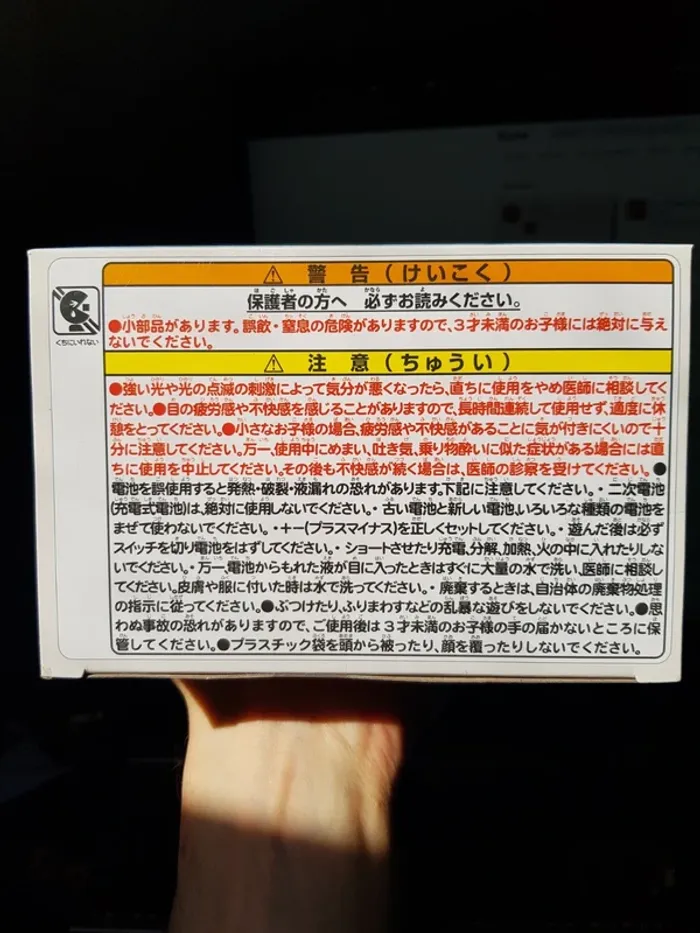 ⚠ 警 告（けいこく）
保護者の方へ 必ずお読みください。
●小部品があります。誤飲・窒息の危険がありますので、3才未満のお子様には絶対に与え
ないでください。
くちにいれない
⚠ 注 意（ちゅうい）
●強い光や光の点滅の刺激によって気分が悪くなったら、直ちに使用をやめ医師に相談してく
ださい。●目の疲労感や不快感を感じることがありますので、長時間連続して使用せず、適度に休
憩をとってください。●小さなお子様の場合、疲労感や不快感があることに気が付きにくいので十
分に注意してください。万一、使用中にめまい、吐き気、乗り物酔いに似た症状がある場合には直
ちに使用を中止してください。その後も不快感が続く場合は、医師の診察を受けてください。●
電池を誤使用すると発熱・破裂・液漏れの恐れがあります。下記に注意してください。・二次電池
(充電式電池)は、絶対に使用しないでください。・古い電池と新しい電池、いろいろな種類の電池を
まぜて使わないでください。・＋－(プラスマイナス)を正しくセットしてください。・遊んだ後は必ず
スイッチを切り電池をはずしてください。・ショートさせたり充電、分解、加熱、火の中に入れたりしな
いでください。・万一、電池からもれた液が目に入ったときはすぐに大量の水で洗い、医師に相談し
てください。皮膚や服に付いた時は水で洗ってください。・廃棄するときは、自治体の廃棄物処理
の指示に従ってください。●ぶつけたり、ふりまわすなどの乱暴な遊びをしないでください。●思
わぬ事故の恐れがありますので、ご使用後は3才未満のお子様の手の届かないところに保
管してください。●プラスチック袋を頭から被ったり、顔を覆ったりしないでください。